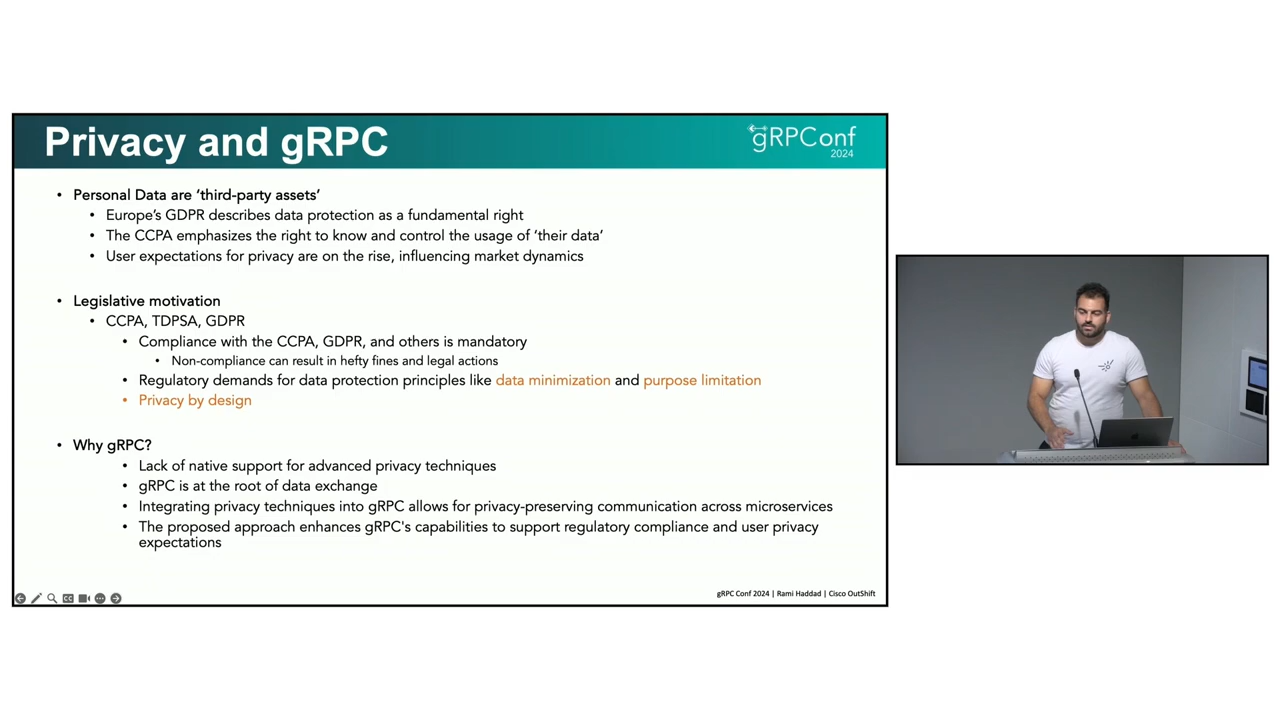 Privacy and gRPC
gRPConf
2024
• Personal Data are ‘third-party assets’
• Europe’s GDPR describes data protection as a fundamental right
• The CCPA emphasizes the right to know and control the usage of ‘their data’
• User expectations for privacy are on the rise, influencing market dynamics
• Legislative motivation
• CCPA, TDPSA, GDPR
• Compliance with the CCPA, GDPR, and others is mandatory
• Non-compliance can result in hefty fines and legal actions
• Regulatory demands for data protection principles like data minimization and purpose limitation
• Privacy by design
• Why gRPC?
• Lack of native support for advanced privacy techniques
• gRPC is at the root of data exchange
• Integrating privacy techniques into gRPC allows for privacy-preserving communication across microservices
• The proposed approach enhances gRPC's capabilities to support regulatory compliance and user privacy
expectations
gRPC Conf 2024 | Rami Haddad | Cisco OutShift